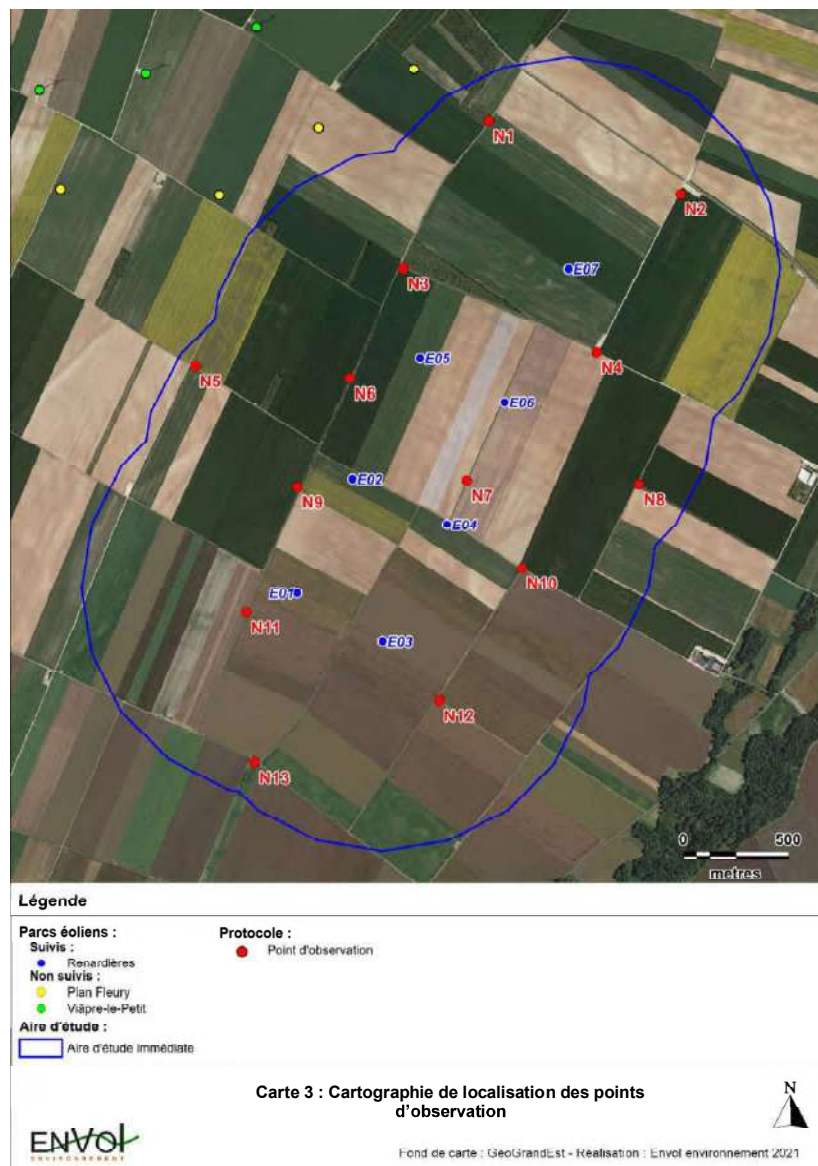 N1
N2
E07
N3
N4
E05
N5
N6
E06
E02
N9
N7
N8
E04
N10
E01
N11
E03
N12
N13
0 500
metres
Légende
Parcs éoliens :
Suivis :
Renardières
Non suivis :
Plan Fleury
Viâpre-le-Petit
Aire d'étude :
Aire d'étude immédiate
Protocole :
Point d'observation
Carte 3 : Cartographie de localisation des points
d'observation
N
ENVOL
ENVIRONNEMENT
Fond de carte : GéoGrandEst - Réalisation : Envol environnement 2021